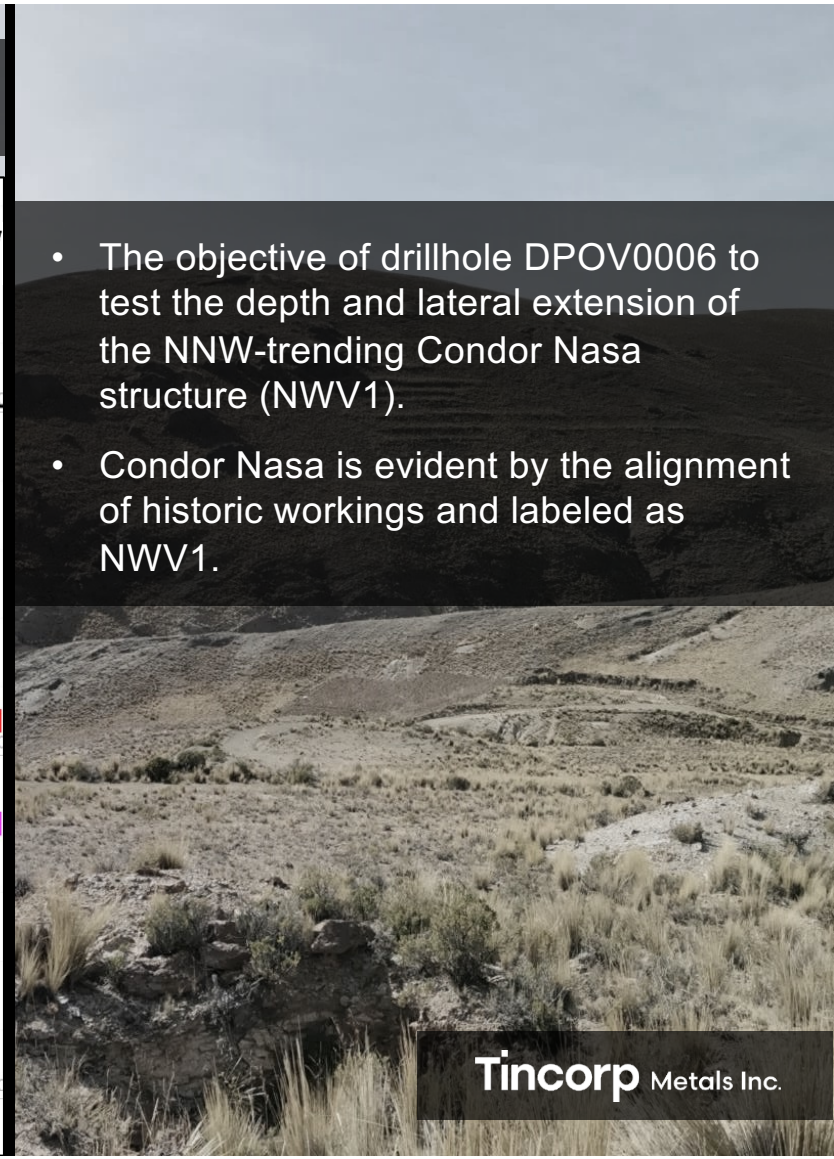 • The objective of drillhole DPOV0006 to
test the depth and lateral extension of
the NNW-trending Condor Nasa
structure (NWV1).
• Condor Nasa is evident by the alignment
of historic workings and labeled as
NWV1.
Tincorp Metals Inc.